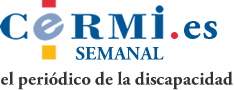 CERMI.es
SEMANAL
el periódico de la discapacidad